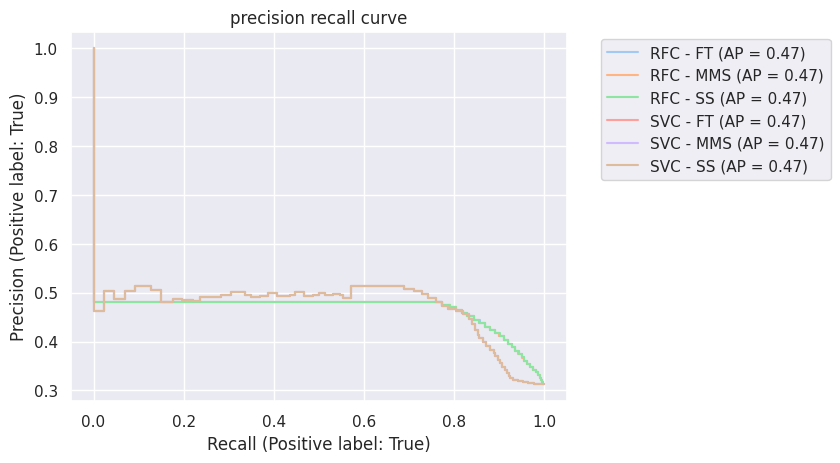 precision recall curve
Precision (Positive label: True)
1.0
0.9
0.8
0.7
0.6
0.5
0.4
0.3
0.0 0.2 0.4 0.6 0.8 1.0
Recall (Positive label: True)
RFC - FT (AP = 0.47)
RFC - MMS (AP = 0.47)
RFC - SS (AP = 0.47)
SVC - FT (AP = 0.47)
SVC - MMS (AP = 0.47)
SVC - SS (AP = 0.47)